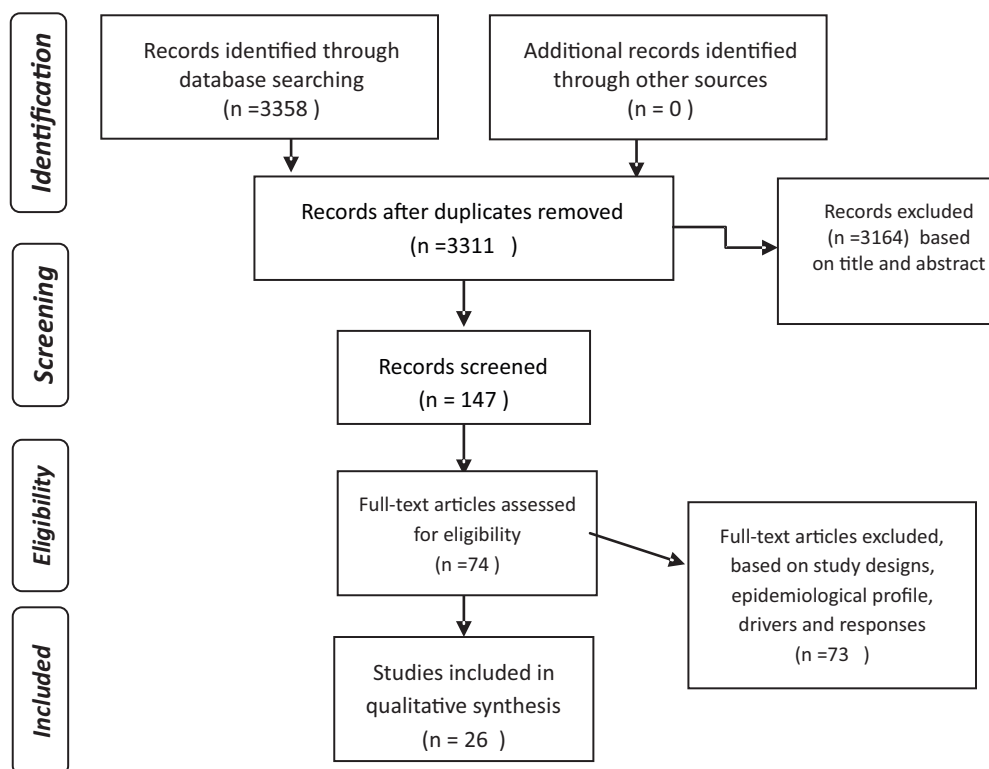 Identification
Records identified through
database searching
(n =3358 )
Additional records identified
through other sources
(n = 0 )
Records after duplicates removed
(n =3311 )
Records excluded
(n =3164) based
on title and abstract
Screening
Records screened
(n = 147 )
Eligibility
Full-text articles assessed
for eligibility
(n =74 )
Full-text articles excluded,
based on study designs,
epidemiological profile,
drivers and responses
(n =73 )
Included
Studies included in
qualitative synthesis
(n = 26 )